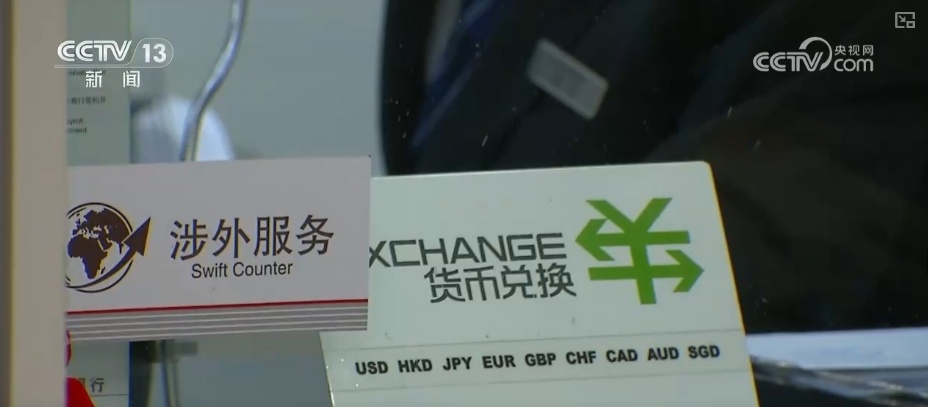 CCTV 13
新闻
央视网
CCTV.com
涉外服务
Swift Counter
XCHANGE
货币兑换
USD HKD JPY EUR GBP CHF CAD AUD SGD
行